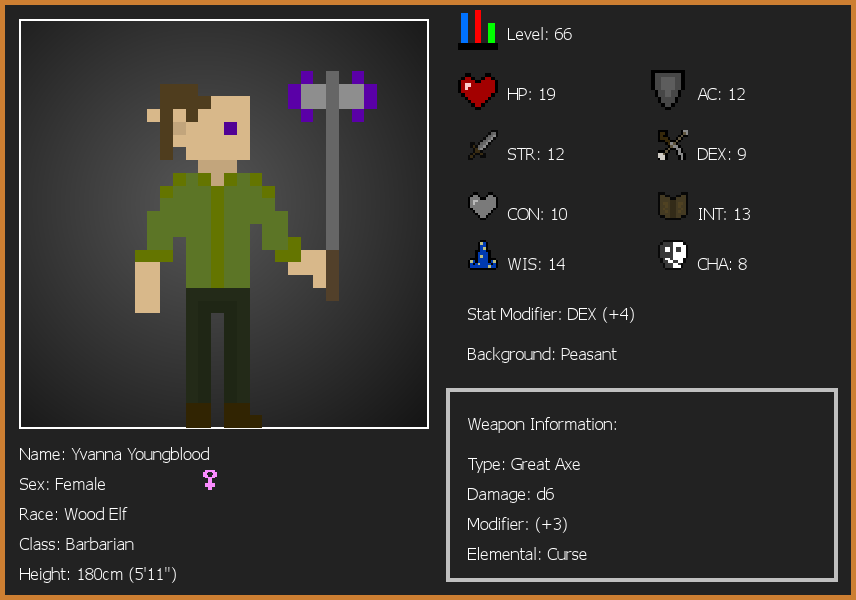 Level: 66
HP: 19
AC: 12
STR: 12
DEX: 9
CON: 10
INT: 13
WIS: 14
CHA: 8
Stat Modifier: DEX (+4)
Background: Peasant
Weapon Information:
Type: Great Axe
Damage: d6
Modifier: (+3)
Elemental: Curse
Name: Yvanna Youngblood
Sex: Female
Race: Wood Elf
Class: Barbarian
Height: 180cm (5'11")